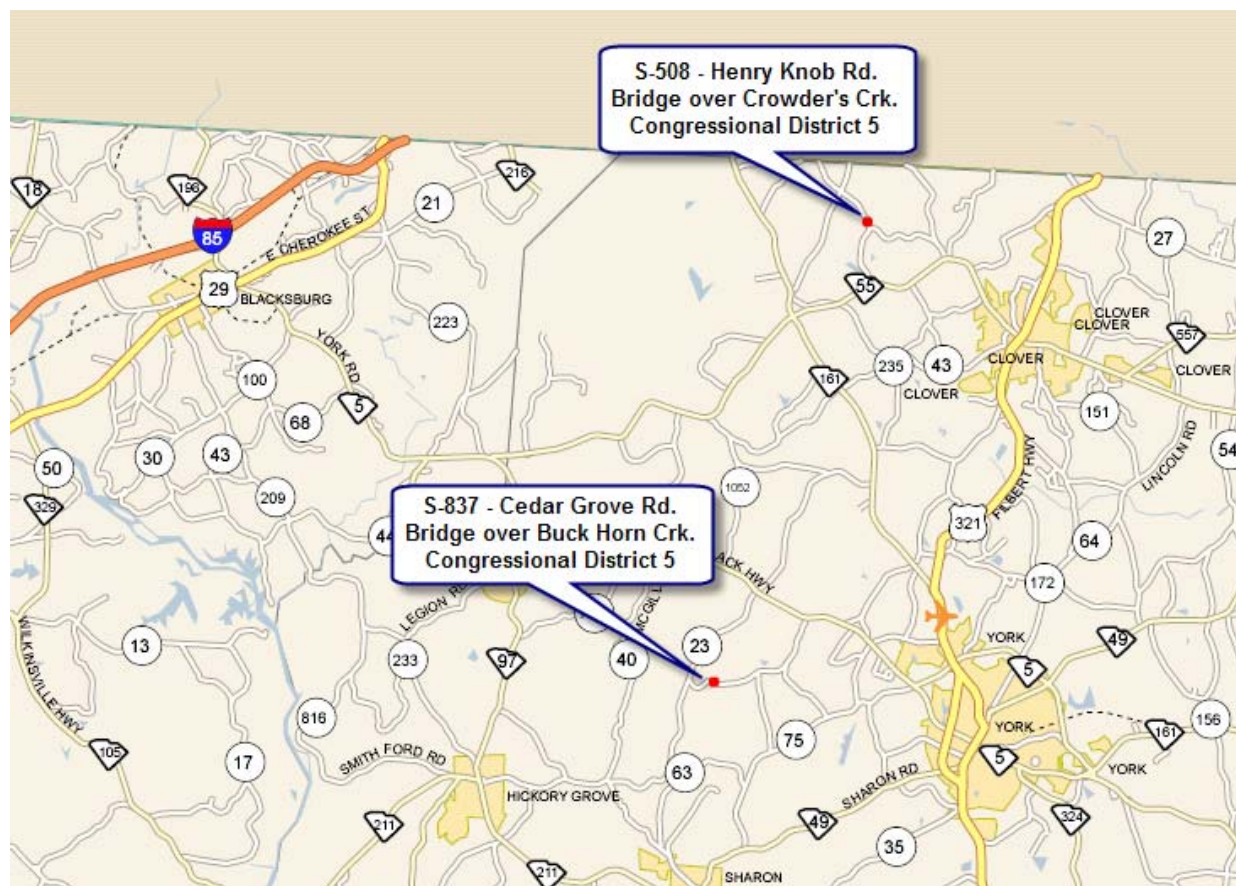 S-508 - Henry Knob Rd.
Bridge over Crowder's Crk.
Congressional District 5
18
198
216
21
85
E CHEROKEE ST
27
29
BLACKSBURG
55
223
CLOVER
CLOVER
557
YORK RD
CLOVER
235
43
161
CLOVER
CLOVER
100
5
68
151
43
30
50
54
209
1052
LINCOLN RD
329
S-837 - Cedar Grove Rd.
Bridge over Buck Horn Crk.
Congressional District 5
44
321
FILBERT HWY
64
ACK HWY
172
LEGION RD
MCGILL
WILKINSVILLE HWY
13
233
97
40
23
YORK
49
5
816
156
YORK
161
75
105
17
SMITH FORD RD
63
5
YORK
HICKORY GROVE
SHARON RD
211
49
324
35
211
SHARON